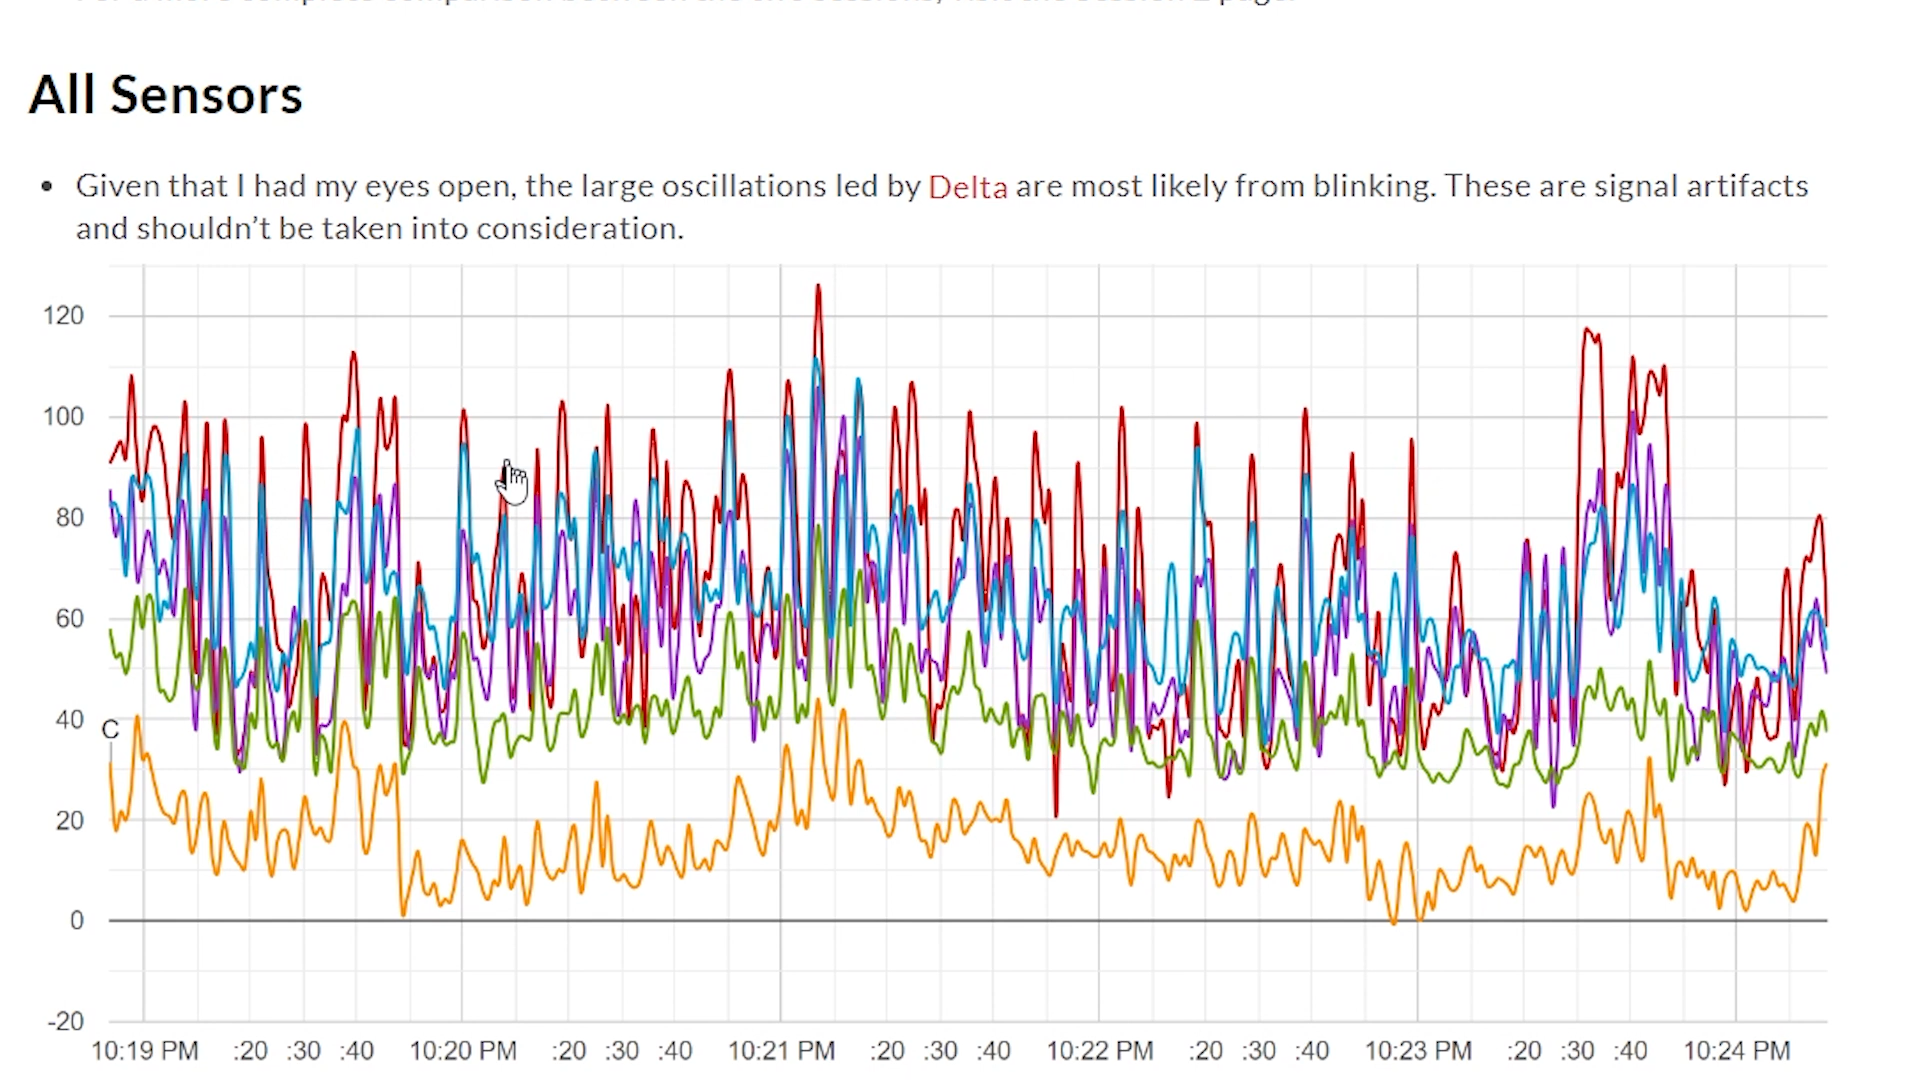 All Sensors
• Given that I had my eyes open, the large oscillations led by Delta are most likely from blinking. These are signal artifacts
and shouldn't be taken into consideration.
120
100
80
60
40
C
20
0
-20
10:19 PM :20 :30 :40 10:20 PM :20 :30 :40 10:21 PM :20 :30 :40 10:22 PM :20 :30 :40 10:23 PM :20 :30 :40 10:24 PM